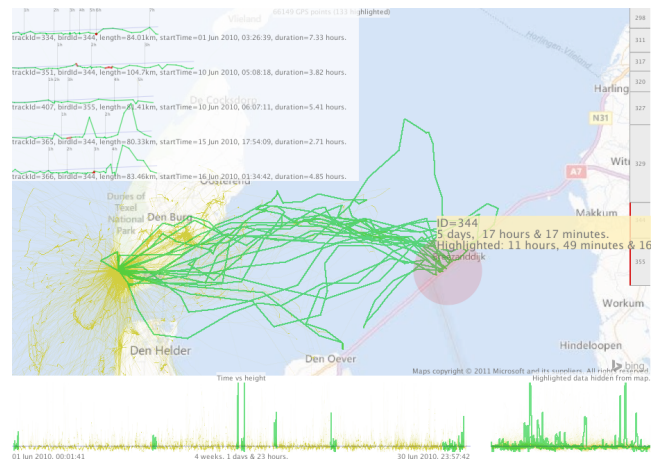 66149 GPS points (133 highlighted)
Vlieland
trackId=334, birdId=344, length=84.01km, startTime=01 Jun 2010, 03:26:39, duration=7.33 hours.
trackId=351, birdId=344, length=104.7km, startTime=10 Jun 2010, 05:08:18, duration=3.82 hours.
De Cocksdorp
trackId=407, birdId=355, length=81.41km, startTime=10 Jun 2010, 06:07:11, duration=5.41 hours.
trackId=365, birdId=344, length=80.33km, startTime=15 Jun 2010, 17:54:09, duration=2.71 hours.
trackId=366, birdId=344, length=83.46km, startTime=16 Jun 2010, 01:34:42, duration=4.85 hours.
Oosterend
Harlingen-Vlieland
Harling
N31
A7
Witm
298
311
317
320
327
329
355
Dunes of
Texel
National
Park
Den Burg
Makkum
ID=344
5 days, 17 hours & 17 minutes.
Highlighted: 11 hours, 49 minutes & 16
Workum
Hindeloopen
Den Helder
Den Oever
bing
Maps copyright © 2011 Microsoft and its suppliers. All rights reserved.
Time vs height
Highlighted data hidden from map.
01 Jun 2010, 00:01:41
4 weeks, 1 days & 23 hours.
30 Jun 2010, 23:57:42